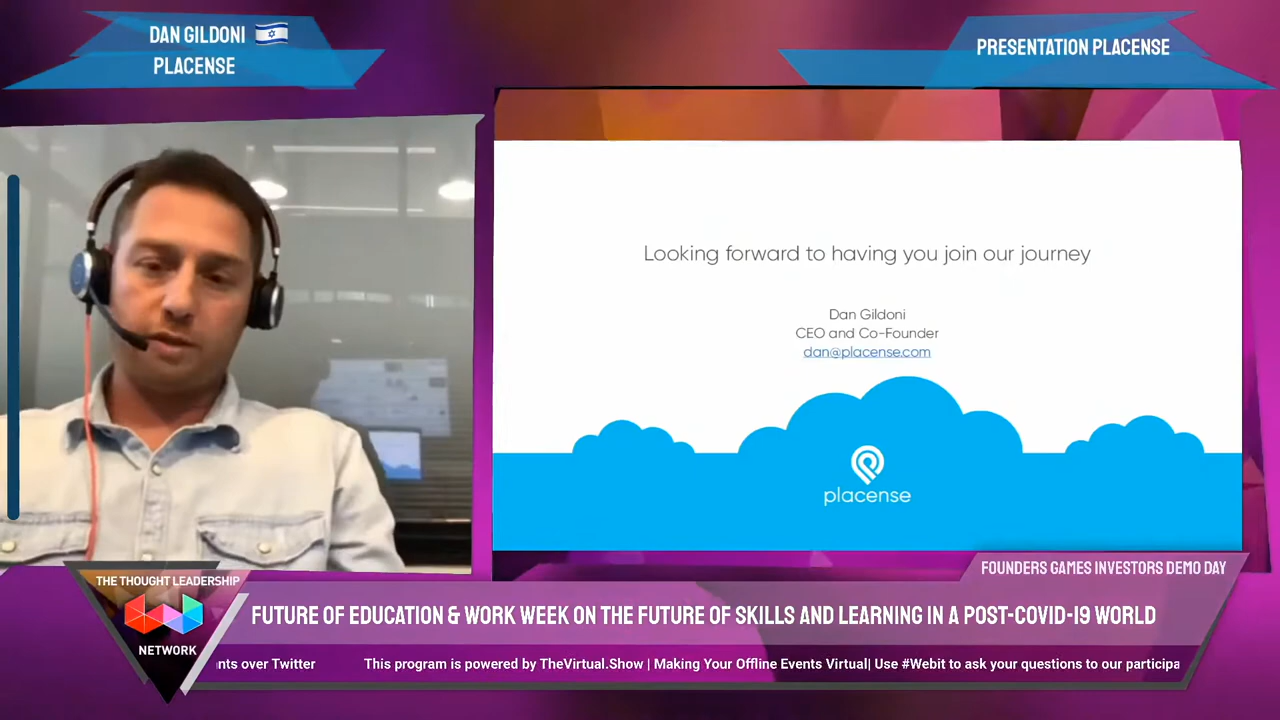 DAN GILDONI
PLACENSE
PRESENTATION PLACENSE
Looking forward to having you join our journey
Dan Gildoni
CEO and Co-Founder
dan@placense.com
placense
FOUNDERS GAMES INVESTORS DEMO DAY
THE THOUGHT LEADERSHIP
NETWORK
FUTURE OF EDUCATION & WORK WEEK ON THE FUTURE OF SKILLS AND LEARNING IN A POST-COVID-19 WORLD
over Twitter This program is powered by TheVirtual.Show | Making Your Offline Events Virtual| Use #Webit to ask your questions to our